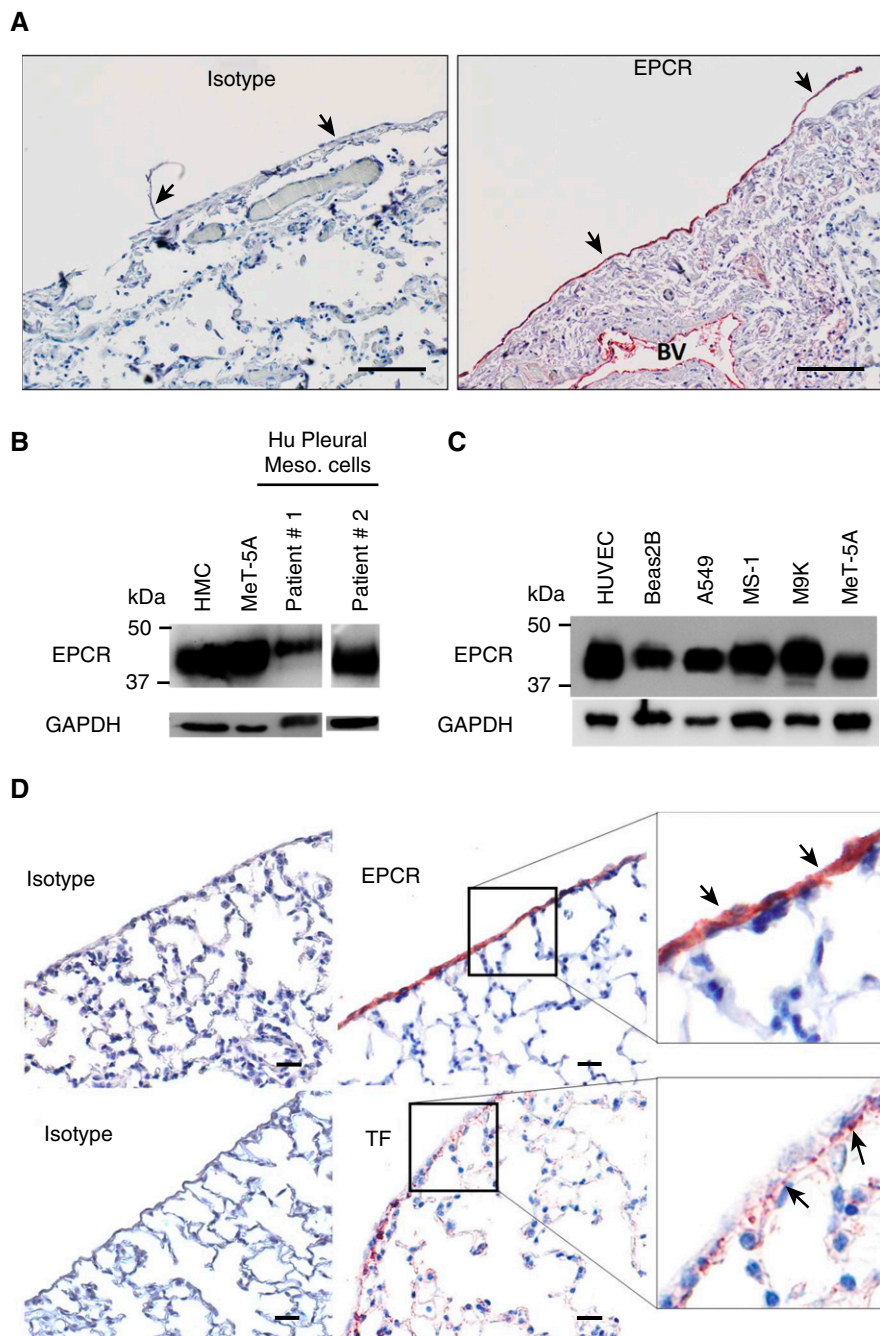 A
Isotype
EPCR
BV
B
Hu Pleural
Meso. cells
HMC
MeT-5A
Patient # 1
Patient # 2
kDa
50
EPCR
37
GAPDH
C
HUVEC
Beas2B
A549
MS-1
M9K
MeT-5A
kDa
50
EPCR
37
GAPDH
D
Isotype
EPCR
Isotype
TF